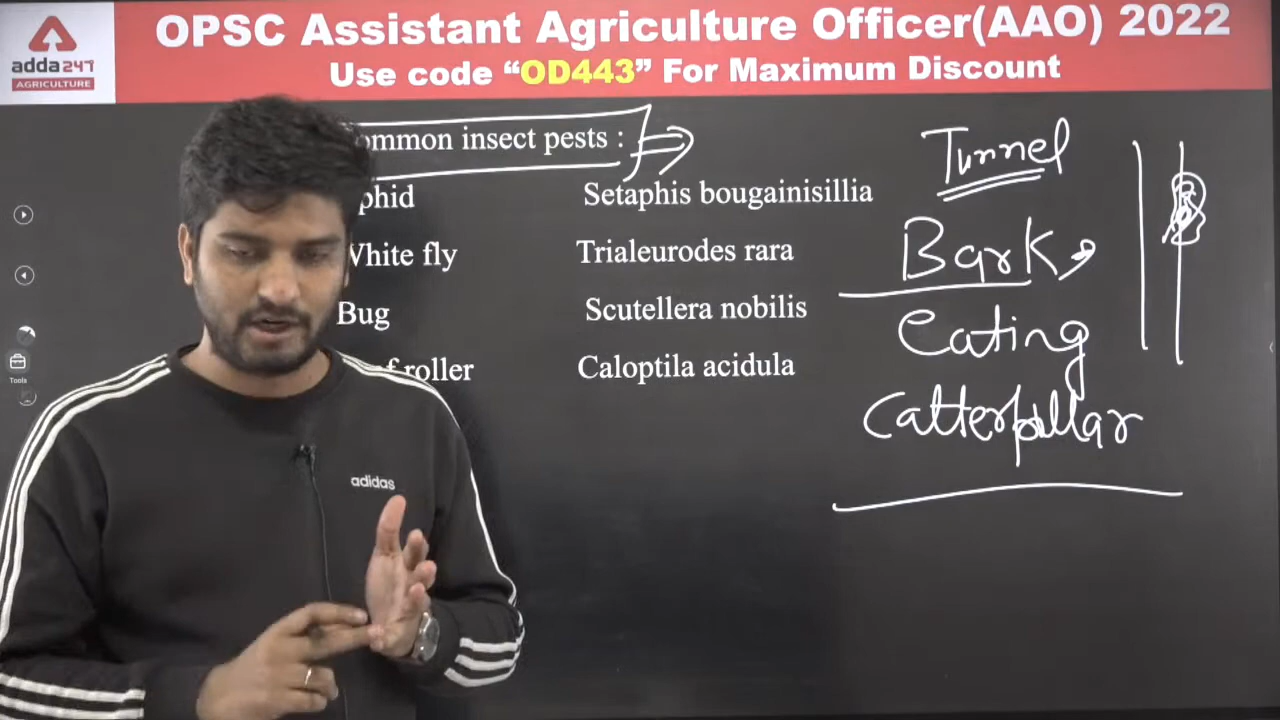 OPSC Assistant Agriculture Officer(AAO) 2022
adda247
AGRICULTURE
Use code “OD443” For Maximum Discount
ommon insect pests :
phid Setaphis bougainisillia
White fly Trialeurodes rara
Bug Scutellera nobilis
f roller Caloptila acidula
Tunnel
Bark
eating
Catterpillar
Tools
adidas